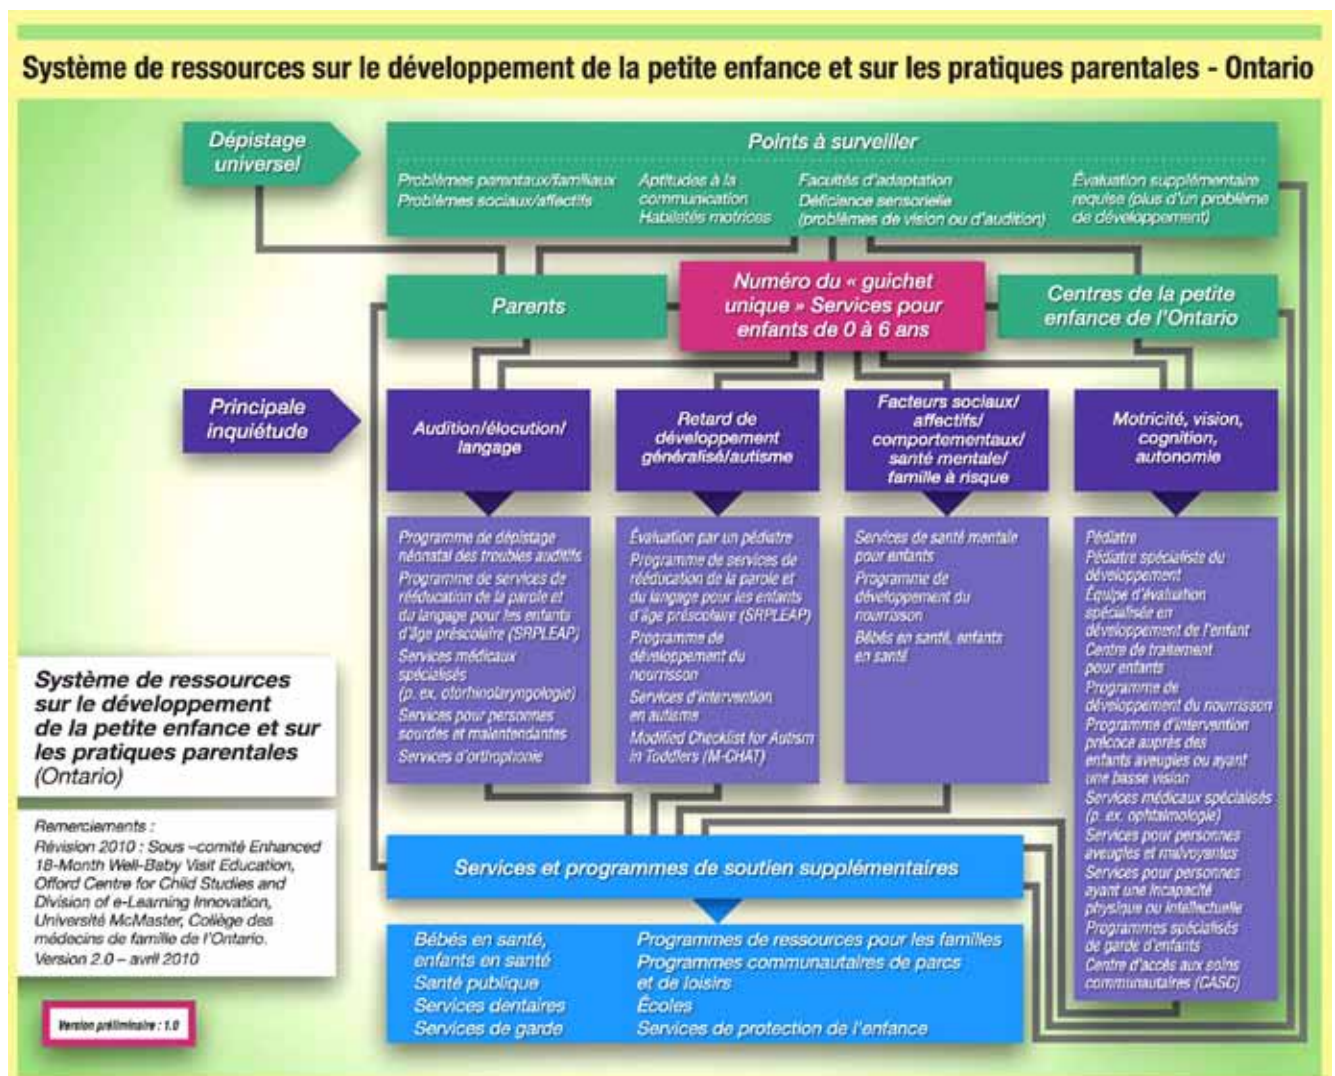 Système de ressources sur le développement de la petite enfance et sur les pratiques parentales - Ontario
Dépistage
universel
Points à surveiller
Problèmes parentaux/familiaux
Problèmes sociaux/affectifs
Aptitudes à la
communication
Habiletés motrices
Facultés d'adaptation
Déficience sensorielle
(problèmes de vision ou d'audition)
Évaluation supplémentaire
requise (plus d'un problème
de développement)
Parents
Numéro du « guichet
unique » Services pour
enfants de 0 à 6 ans
Centres de la petite
enfance de l'Ontario
Principale
inquiétude
Audition/élocution/
langage
Retard de
développement
généralisé/autisme
Facteurs sociaux/
affectifs/
comportementaux/
santé mentale/
famille à risque
Motricité, vision,
cognition,
autonomie
Programme de dépistage
néonatal des troubles auditifs
Programme de services de
rééducation de la parole et
du langage pour les enfants
d'âge préscolaire (SRPLEAP)
Services médicaux
spécialisés
(p. ex. otorhinolaryngologie)
Services pour personnes
sourdes et malentendantes
Services d'orthophonie
Évaluation par un pédiatre
Programme de services de
rééducation de la parole et
du langage pour les enfants
d'âge préscolaire (SRPLEAP)
Programme de
développement du
nourrisson
Services d'intervention
en autisme
Modified Checklist for Autism
in Toddlers (M-CHAT)
Services de santé mentale
pour enfants
Programme de
développement du
nourrisson
Bébés en santé, enfants
en santé
Pédiatre
Pédiatre spécialiste du
développement
Équipe d'évaluation
spécialisée en
développement de l'enfant
Centre de traitement
pour enfants
Programme de
développement du nourrisson
Programme d'intervention
précoce auprès des
enfants aveugles ou ayant
une basse vision
Services médicaux spécialisés
(p. ex. ophtalmologie)
Services pour personnes
aveugles et malvoyantes
Services pour personnes
ayant une incapacité
physique ou intellectuelle
Programmes spécialisés
de garde d'enfants
Centre d'accès aux soins
communautaires (CASC)
Système de ressources
sur le développement
de la petite enfance et sur
les pratiques parentales
(Ontario)
Remerciements :
Révision 2010 : Sous –comité Enhanced
18-Month Well-Baby Visit Education,
Offord Centre for Child Studies and
Division of e-Learning Innovation,
Université McMaster, Collège des
médecins de famille de l'Ontario.
Version 2.0 – avril 2010
Version préliminaire : 1.0
Services et programmes de soutien supplémentaires
Bébés en santé,
enfants en santé
Santé publique
Services dentaires
Services de garde
Programmes de ressources pour les familles
Programmes communautaires de parcs
et de loisirs
Écoles
Services de protection de l'enfance